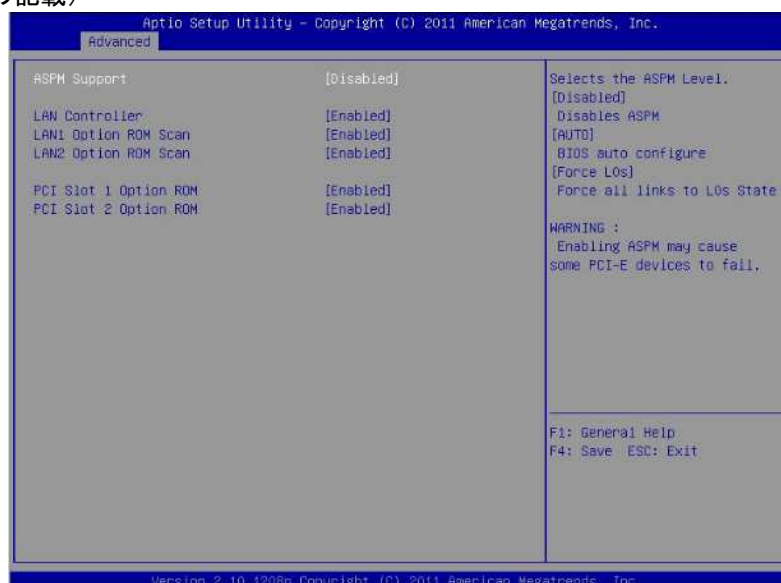 記載)
Aptio Setup Utility - Copyright (C) 2011 American Megatrends, Inc.
Advanced
ASPM Support [Disabled]
LAN Controller [Enabled]
LAN1 Option ROM Scan [Enabled]
LAN2 Option ROM Scan [Enabled]
PCI Slot 1 Option ROM [Enabled]
PCI Slot 2 Option ROM [Enabled]
Selects the ASPM Level.
[Disabled]
Disables ASPM
[AUTO]
BIOS auto configure
[Force L0s]
Force all links to L0s State
WARNING :
Enabling ASPM may cause
some PCI-E devices to fail.
F1: General Help
F4: Save ESC: Exit
Version 2.10.1208 Copyright (C) 2011 American Megatrends, Inc.